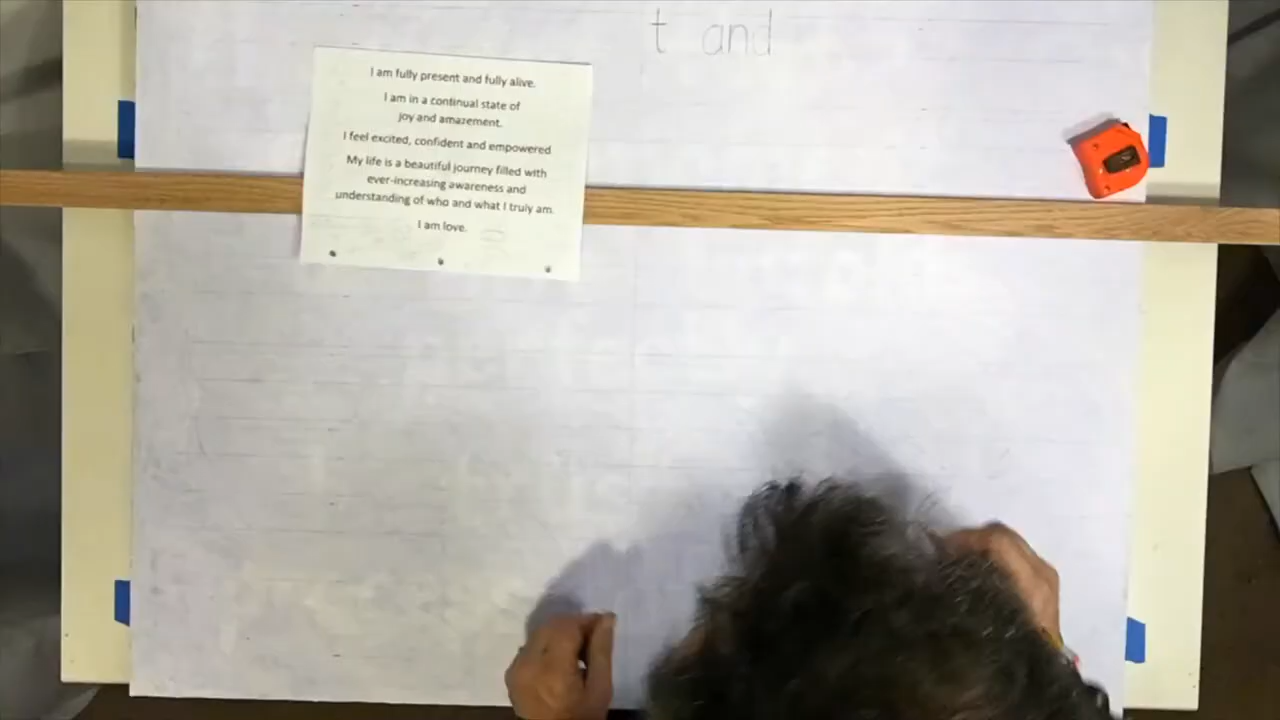 t and
I am fully present and fully alive.
I am in a continual state of
joy and amazement.
I feel excited, confident and empowered
My life is a beautiful journey filled with
ever-increasing awareness and
understanding of who and what I truly am.
I am love.